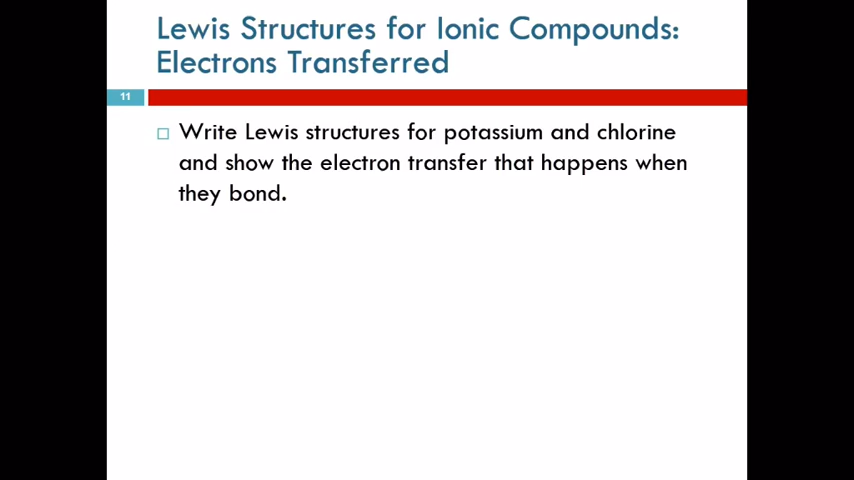 Lewis Structures for Ionic Compounds:
Electrons Transferred
11
Write Lewis structures for potassium and chlorine
and show the electron transfer that happens when
they bond.